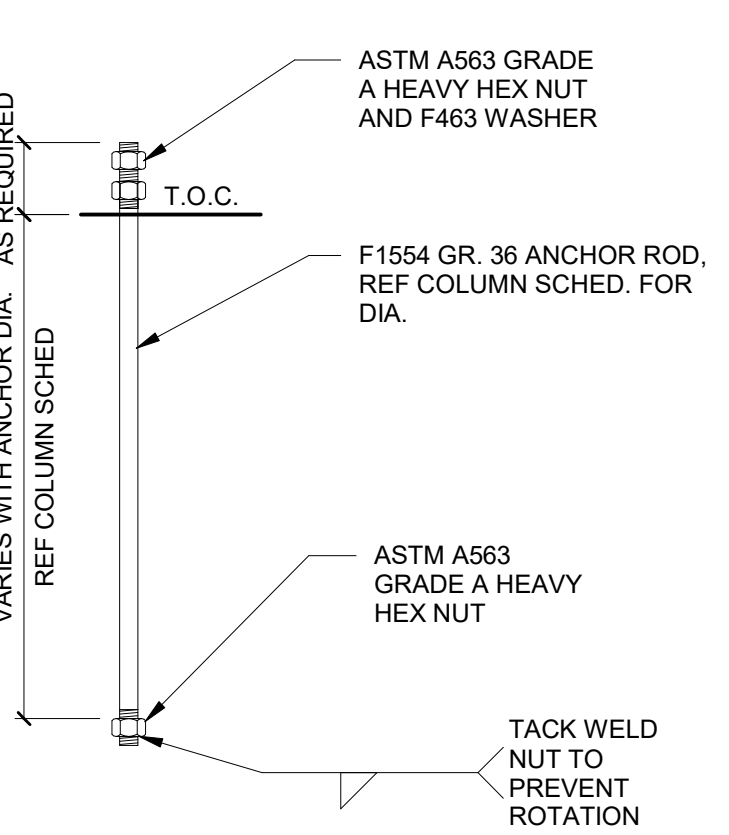 ASTM A563 GRADE
A HEAVY HEX NUT
AND F463 WASHER
AS REQUIRED
T.O.C.
F1554 GR. 36 ANCHOR ROD,
REF COLUMN SCHED. FOR
DIA.
VARIES WITH ANCHOR DIA.
REF COLUMN SCHED
ASTM A563
GRADE A HEAVY
HEX NUT
TACK WELD
NUT TO
PREVENT
ROTATION